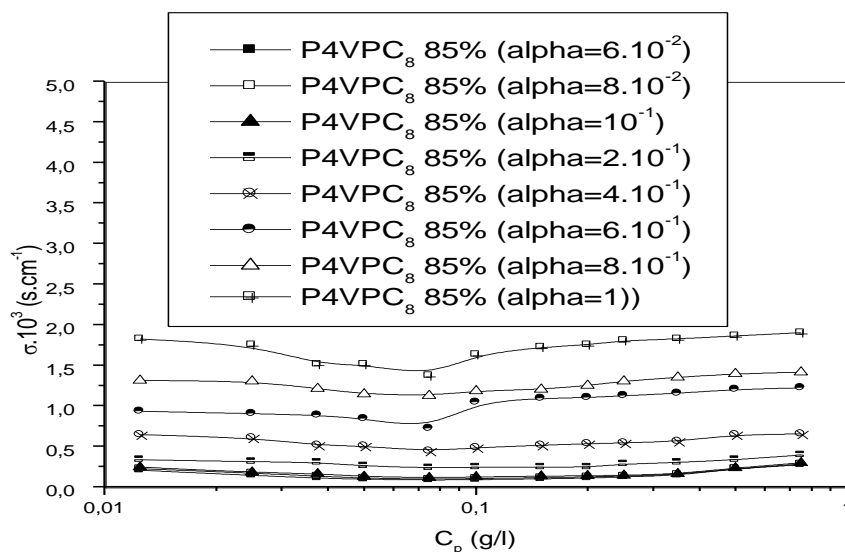 P4VPC₈ 85% (alpha=6.10⁻²)
P4VPC₈ 85% (alpha=8.10⁻²)
P4VPC₈ 85% (alpha=10⁻¹)
P4VPC₈ 85% (alpha=2.10⁻¹)
P4VPC₈ 85% (alpha=4.10⁻¹)
P4VPC₈ 85% (alpha=6.10⁻¹)
P4VPC₈ 85% (alpha=8.10⁻¹)
P4VPC₈ 85% (alpha=1))
5,0
4,5
4,0
3,5
3,0
2,5
2,0
1,5
1,0
0,5
0,0
σ.10³ (s.cm⁻¹)
0,01 0,1 1
Cₚ (g/l)